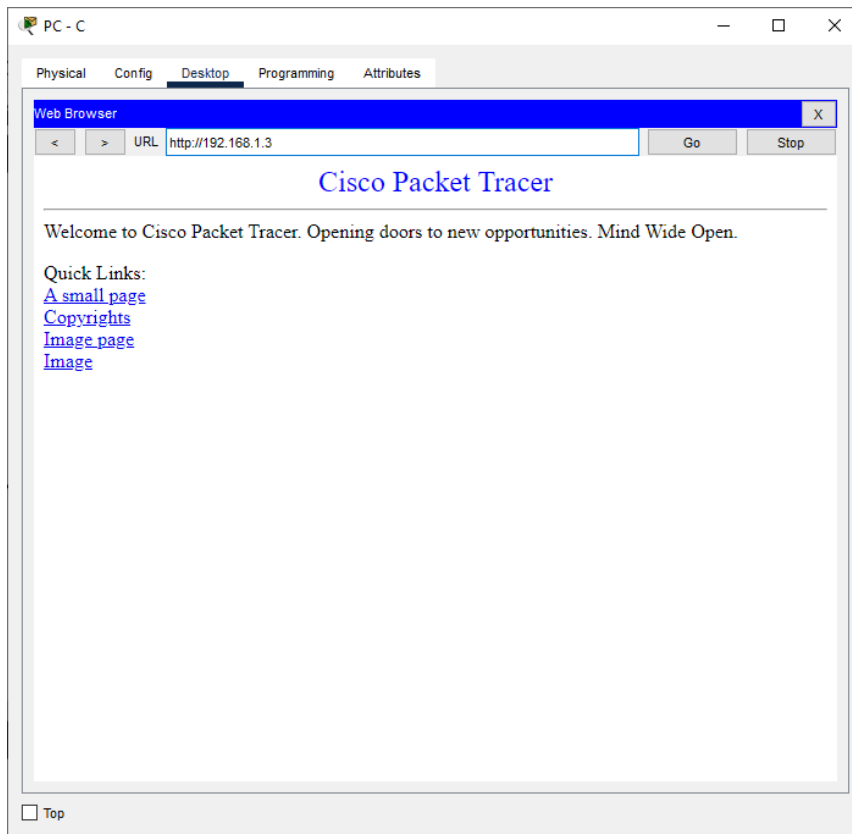 PC - C
Physical Config Desktop Programming Attributes
Web Browser X
< > URL http://192.168.1.3 Go Stop
Cisco Packet Tracer
Welcome to Cisco Packet Tracer. Opening doors to new opportunities. Mind Wide Open.
Quick Links:
A small page
Copyrights
Image page
Image
Top